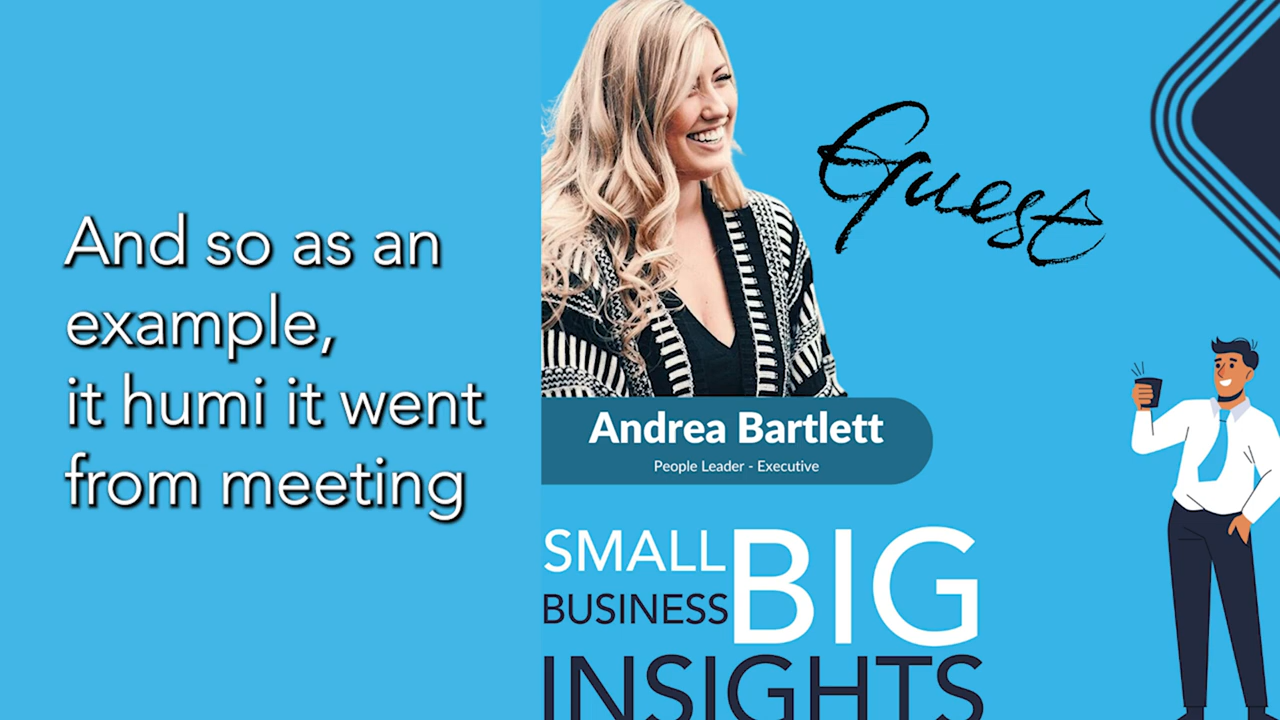 And so as an
example,
it humi it went
from meeting
Guest
Andrea Bartlett
People Leader - Executive
SMALL BIG
BUSINESS
INSIGHTS